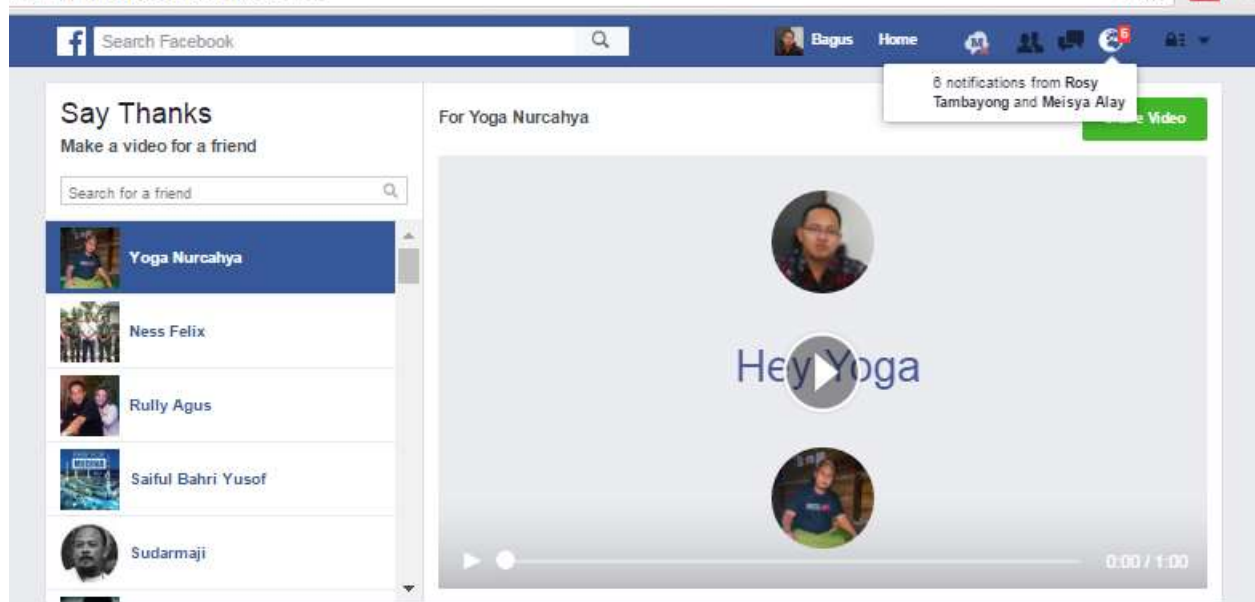 f
Search Facebook
Bagus
Home
6
6 notifications from Rosy
Tambayong and Meisya Alay
Say Thanks
Make a video for a friend
Search for a friend
Yoga Nurcahya
Ness Felix
Rully Agus
Saiful Bahri Yusof
Sudarmaji
For Yoga Nurcahya
Video
Hey Yoga
0:00 / 1:00